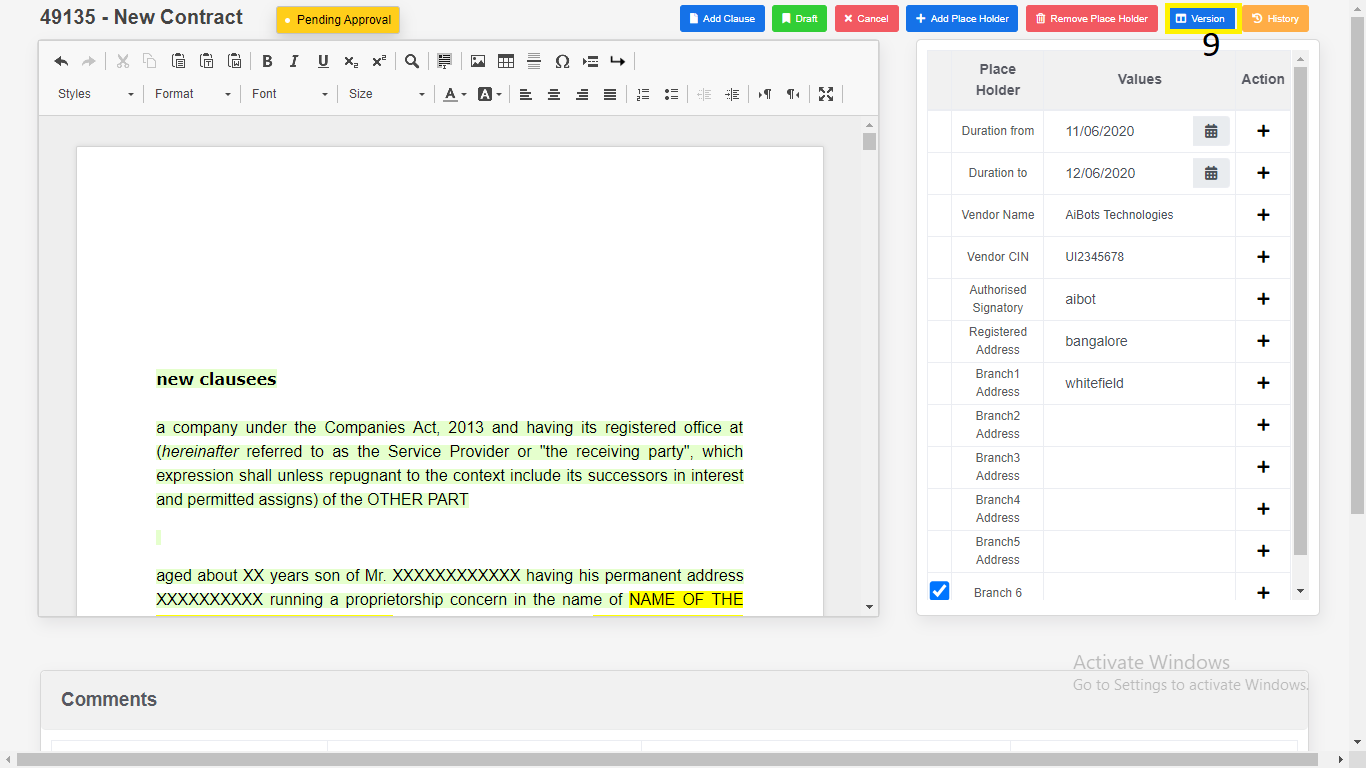 49135 - New Contract
Pending Approval
Add Clause
Draft
Cancel
Add Place Holder
Remove Place Holder
Version
History
9
Styles
Format
Font
Size
new clausees
a company under the Companies Act, 2013 and having its registered office at
(hereinafter referred to as the Service Provider or "the receiving party", which
expression shall unless repugnant to the context include its successors in interest
and permitted assigns) of the OTHER PART
aged about XX years son of Mr. XXXXXXXXXXXX having his permanent address
XXXXXXXXXX running a proprietorship concern in the name of NAME OF THE
Place Holder Values Action
Duration from 11/06/2020
Duration to 12/06/2020
Vendor Name AiBots Technologies
Vendor CIN UI2345678
Authorised Signatory aibot
Registered Address bangalore
Branch1 Address whitefield
Branch2 Address
Branch3 Address
Branch4 Address
Branch5 Address
Branch 6
Activate Windows
Go to Settings to activate Windows.
Comments